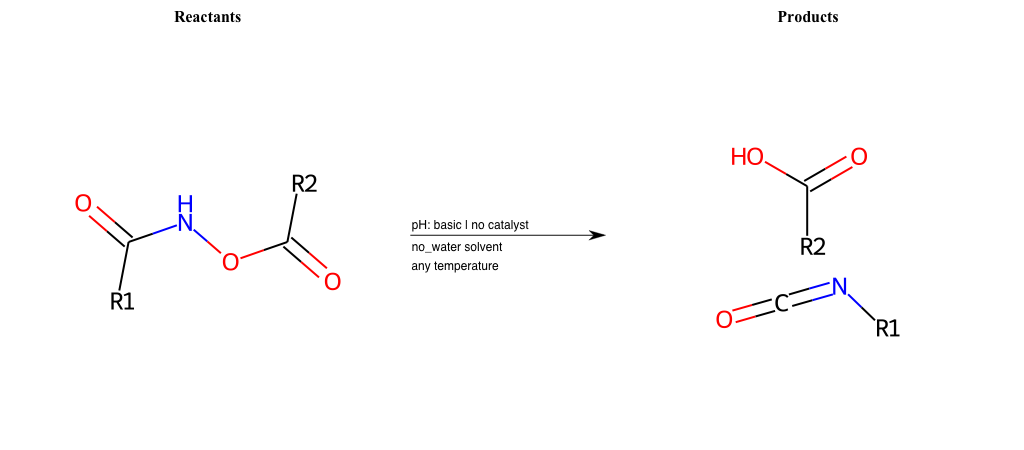 Reactants
Products
O
H
N
R2
O
O
R1
pH: basic | no catalyst
no_water solvent
any temperature
HO
O
R2
O
C
N
R1